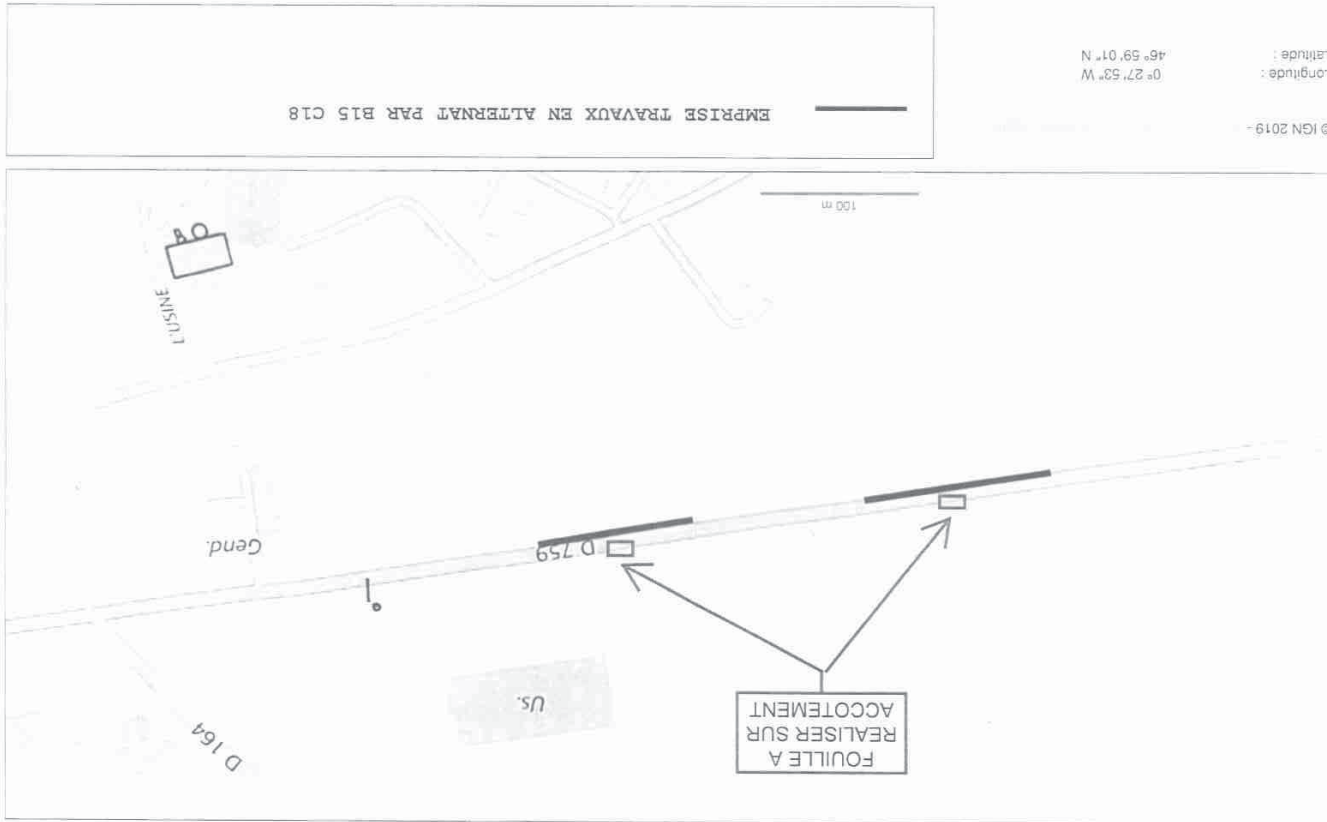 FOUILLE A
REALISER SUR
ACCOTEMENT
D 164
Us.
D 759
Gend.
L'USINE
100 m
© IGN 2019 -
Longitude : 0° 27' 53" W
Latitude : 46° 59' 01" N
EMPRISE TRAVAUX EN ALTERNAT PAR B15 C18